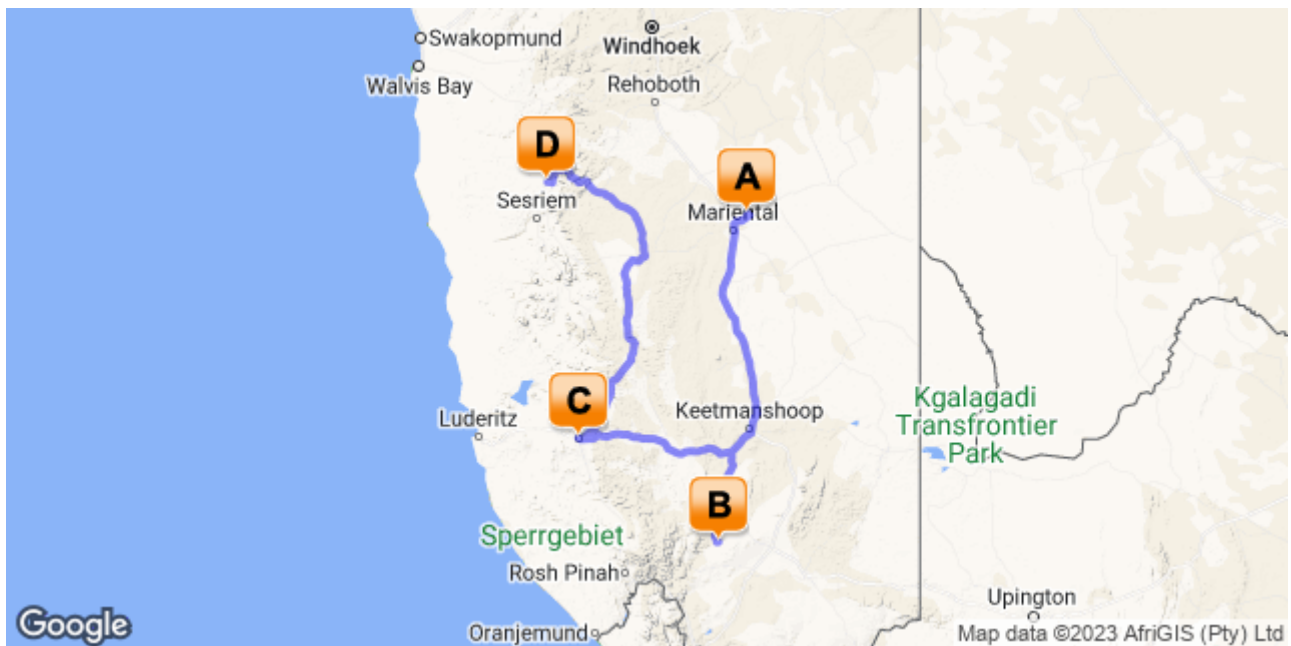 Swakopmund
Windhoek
Walvis Bay
Rehoboth
D
A
Sesriem
Mariental
C
Keetmanshoop
Kgalagadi
Transfrontier
Park
Luderitz
B
Sperrgebiet
Rosh Pinah
Upington
Google
Oranjemund
Map data ©2023 AfriGIS (Pty) Ltd